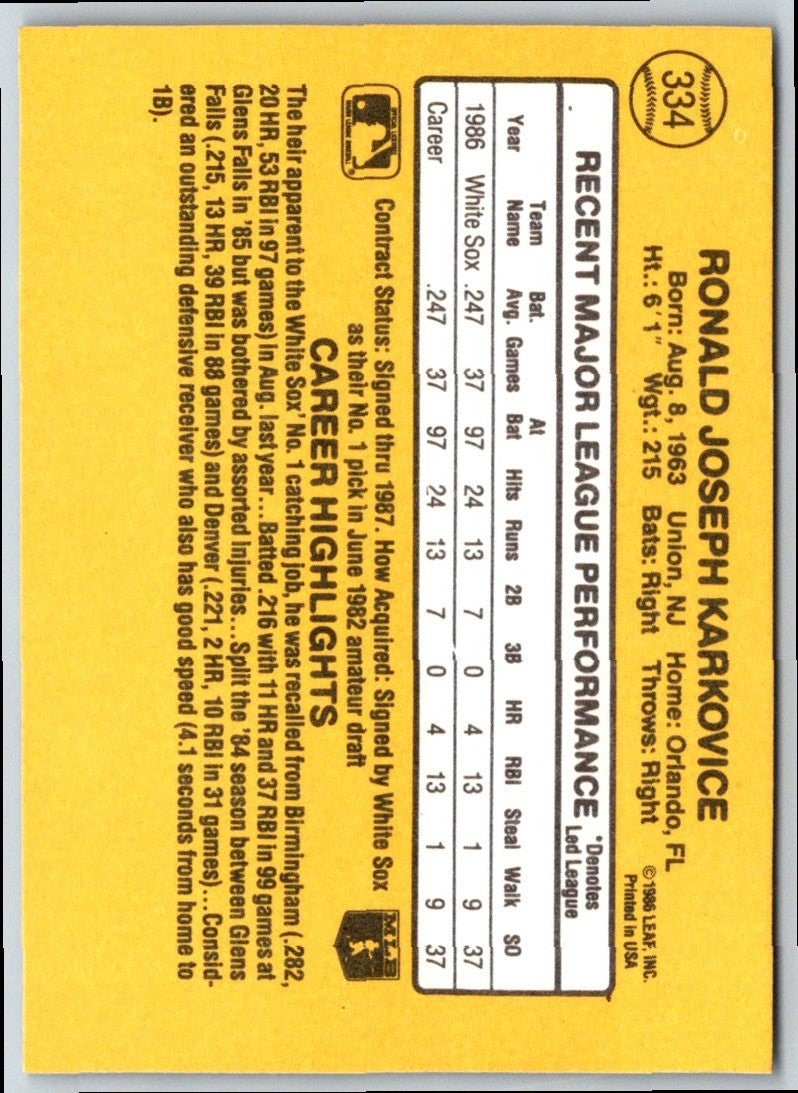 334
RONALD JOSEPH KARKOVICE
Born: Aug. 8, 1963 Union, NJ Home: Orlando, FL
Ht.: 6'1" Wgt.: 215 Bats: Right Throws: Right
© 1986 LEAF, INC.
Printed in USA
RECENT MAJOR LEAGUE PERFORMANCE
*Denotes
Led League
Year Team Name Bat. Avg. Games At Bat Hits Runs 2B 3B HR RBI Steal Walk SO
1986 White Sox .247 37 97 24 13 7 0 4 13 1 9 37
Career .247 37 97 24 13 7 0 4 13 1 9 37
Contract Status: Signed thru 1987. How Acquired: Signed by White Sox
as their No. 1 pick in June 1982 amateur draft
MLB
CAREER HIGHLIGHTS
The heir apparent to the White Sox' No. 1 catching job, he was recalled from Birmingham (.282,
20 HR, 53 RBI in 97 games) in Aug. last year...Batted .216 with 11 HR and 37 RBI in 99 games at
Glens Falls in '85 but was bothered by assorted injuries...Split the '84 season between Glens
Falls (.215, 13 HR, 39 RBI in 88 games) and Denver (.221, 2 HR, 10 RBI in 31 games)...Consid-
ered an outstanding defensive receiver who also has good speed (4.1 seconds from home to
1B).